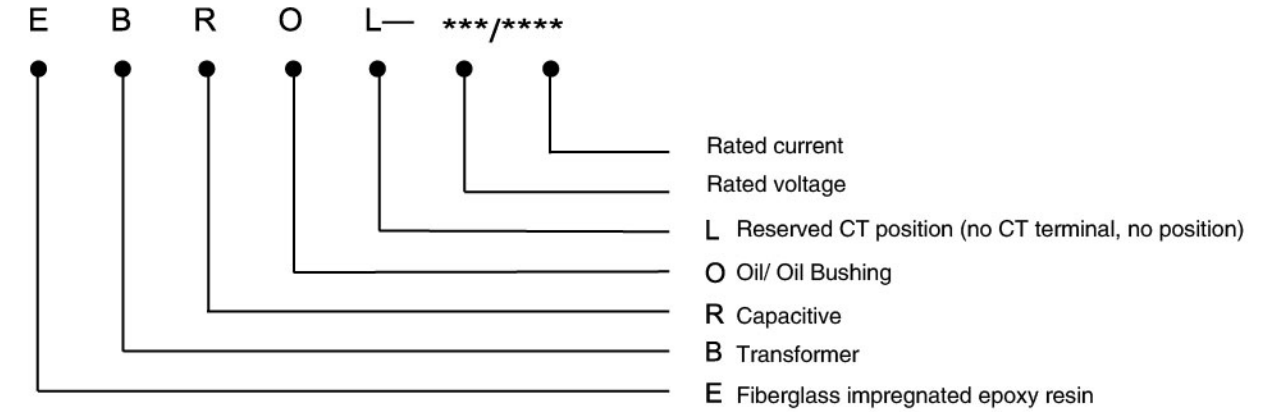 E B R O L— ***/****
Rated current
Rated voltage
L Reserved CT position (no CT terminal, no position)
O Oil/ Oil Bushing
R Capacitive
B Transformer
E Fiberglass impregnated epoxy resin